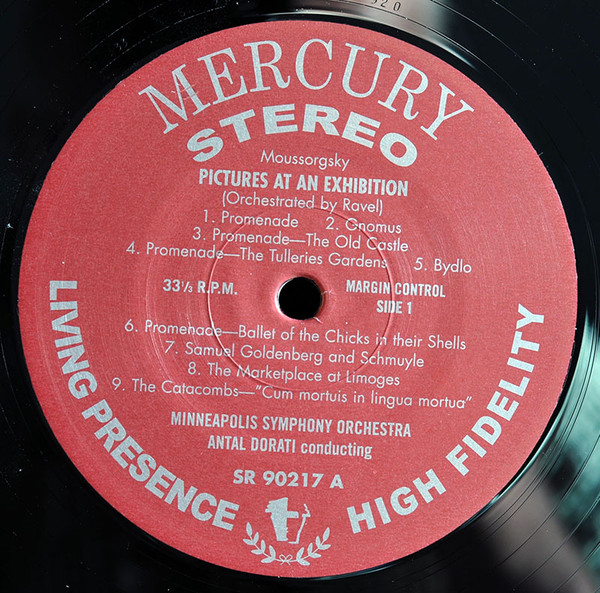 MERCURY
STEREO
Moussorgsky
PICTURES AT AN EXHIBITION
(Orchestrated by Ravel)
1. Promenade 2. Gnomus
3. Promenade—The Old Castle
4. Promenade—The Tulleries Gardens 5. Bydlo
33⅓ R.P.M. MARGIN CONTROL
SIDE 1
6. Promenade—Ballet of the Chicks in their Shells
7. Samuel Goldenberg and Schmuyle
8. The Marketplace at Limoges
9. The Catacombs—"Cum mortuis in lingua mortua"
MINNEAPOLIS SYMPHONY ORCHESTRA
ANTAL DORATI conducting
SR 90217 A
LIVING PRESENCE
HIGH FIDELITY